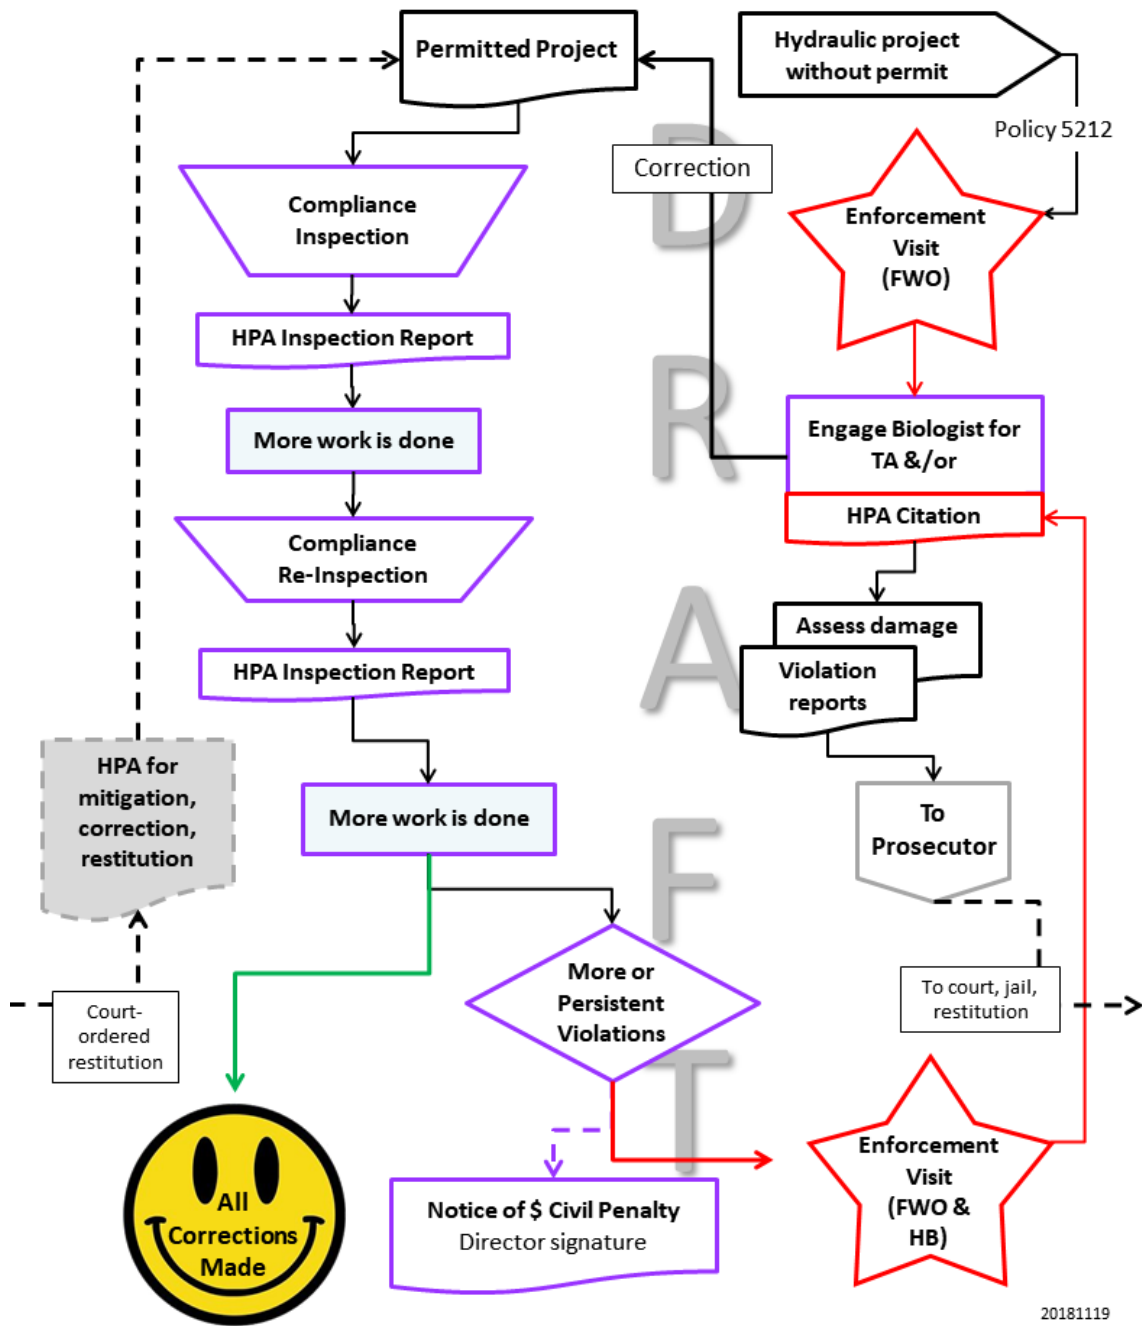 Permitted Project
Hydraulic project
without permit
Policy 5212
Correction
Compliance
Inspection
Enforcement
Visit
(FWO)
HPA Inspection Report
More work is done
Engage Biologist for
TA &/or
HPA Citation
Compliance
Re-Inspection
Assess damage
Violation
reports
HPA Inspection Report
HPA for
mitigation,
correction,
restitution
More work is done
To
Prosecutor
More or
Persistent
Violations
To court, jail,
restitution
Court-
ordered
restitution
All
Corrections
Made
Notice of $ Civil Penalty
Director signature
Enforcement
Visit
(FWO &
HB)
D
R
A
F
T
20181119